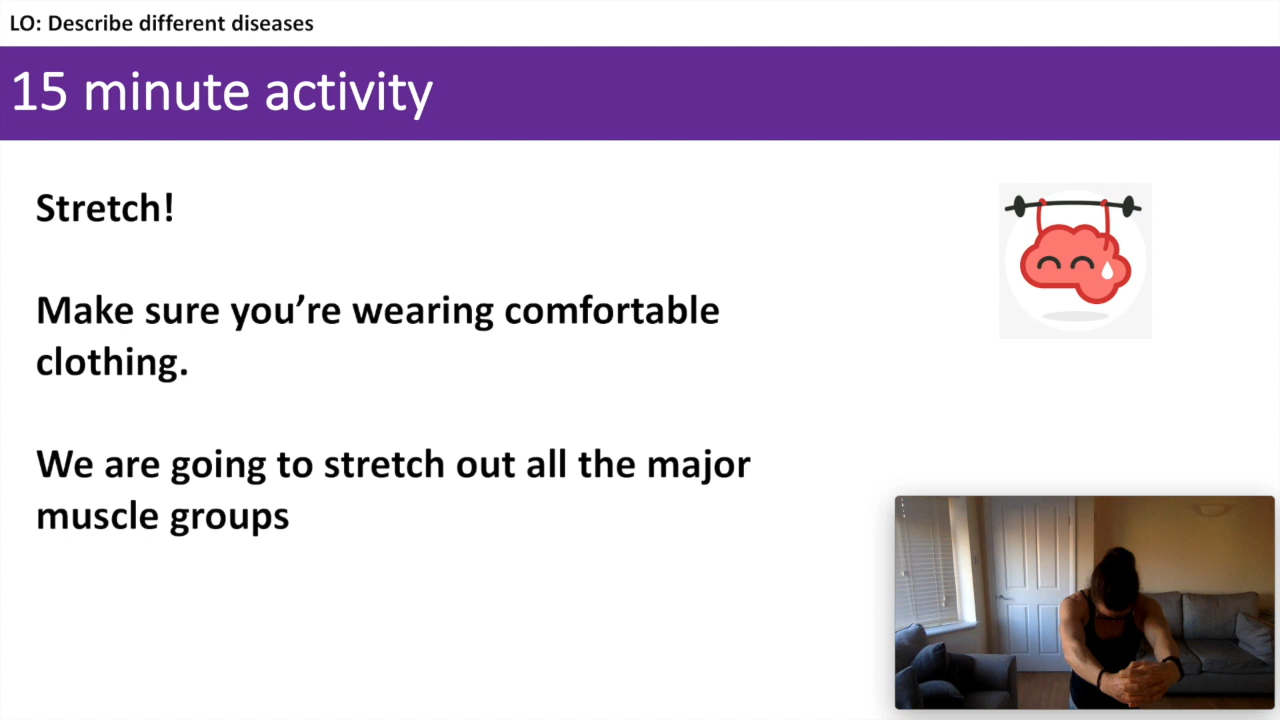 LO: Describe different diseases
15 minute activity
Stretch!
Make sure you’re wearing comfortable
clothing.
We are going to stretch out all the major
muscle groups